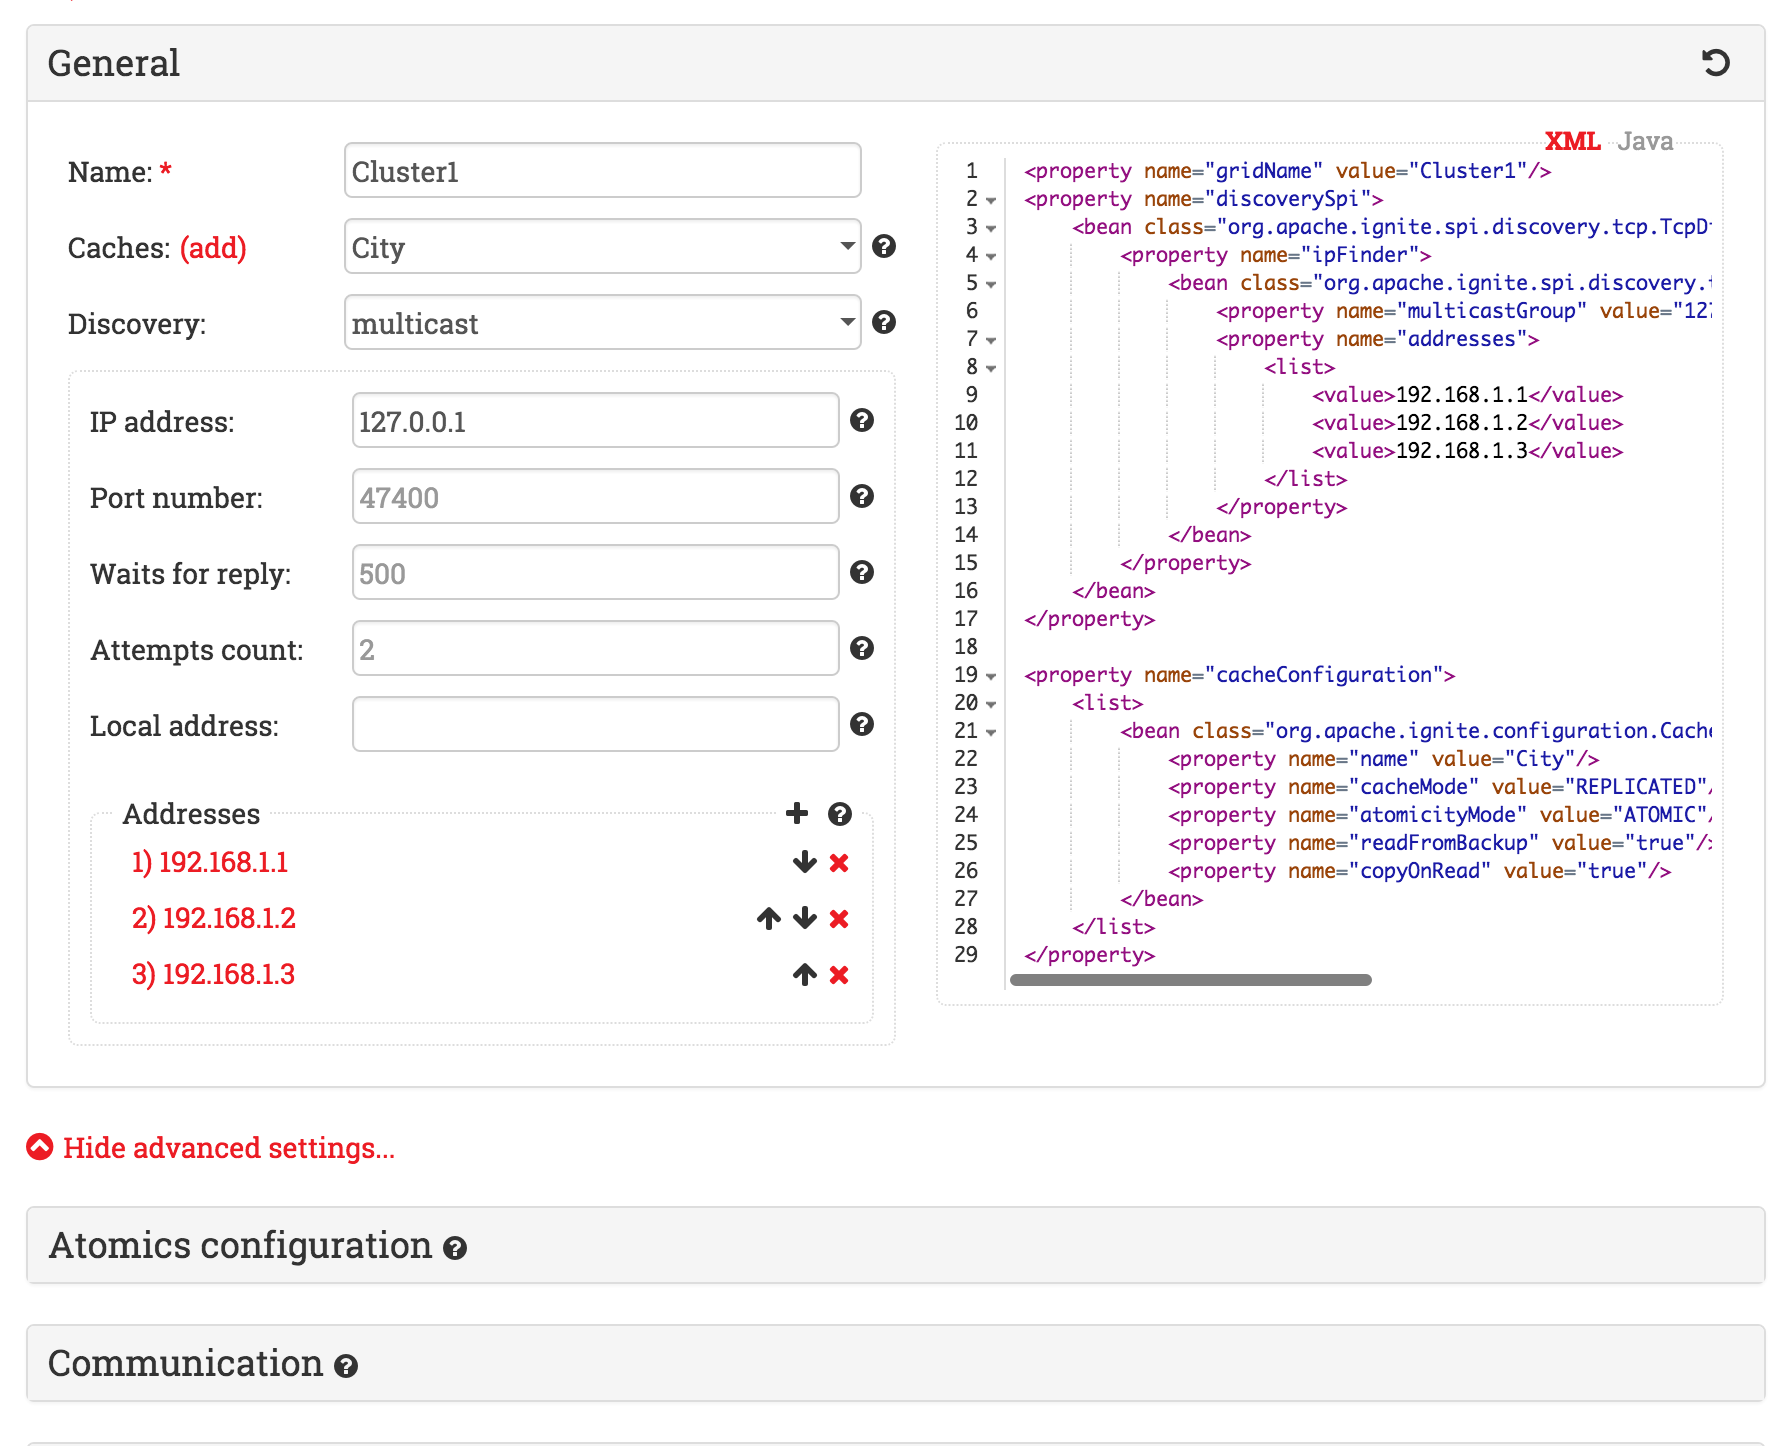 General
Name: *
Cluster1
Caches: (add)
City
Discovery:
multicast
IP address:
127.0.0.1
Port number:
47400
Waits for reply:
500
Attempts count:
2
Local address:
Addresses
1) 192.168.1.1
2) 192.168.1.2
3) 192.168.1.3
XML Java
1 <property name="gridName" value="Cluster1"/>
2 <property name="discoverySpi">
3 <bean class="org.apache.ignite.spi.discovery.tcp.TcpD
4 <property name="ipFinder">
5 <bean class="org.apache.ignite.spi.discovery.
6 <property name="multicastGroup" value="127
7 <property name="addresses">
8 <list>
9 <value>192.168.1.1</value>
10 <value>192.168.1.2</value>
11 <value>192.168.1.3</value>
12 </list>
13 </property>
14 </bean>
15 </property>
16 </bean>
17 </property>
18
19 <property name="cacheConfiguration">
20 <list>
21 <bean class="org.apache.ignite.configuration.Cache
22 <property name="name" value="City"/>
23 <property name="cacheMode" value="REPLICATED"/
24 <property name="atomicityMode" value="ATOMIC"/
25 <property name="readFromBackup" value="true"/>
26 <property name="copyOnRead" value="true"/>
27 </bean>
28 </list>
29 </property>
Hide advanced settings...
Atomics configuration
Communication